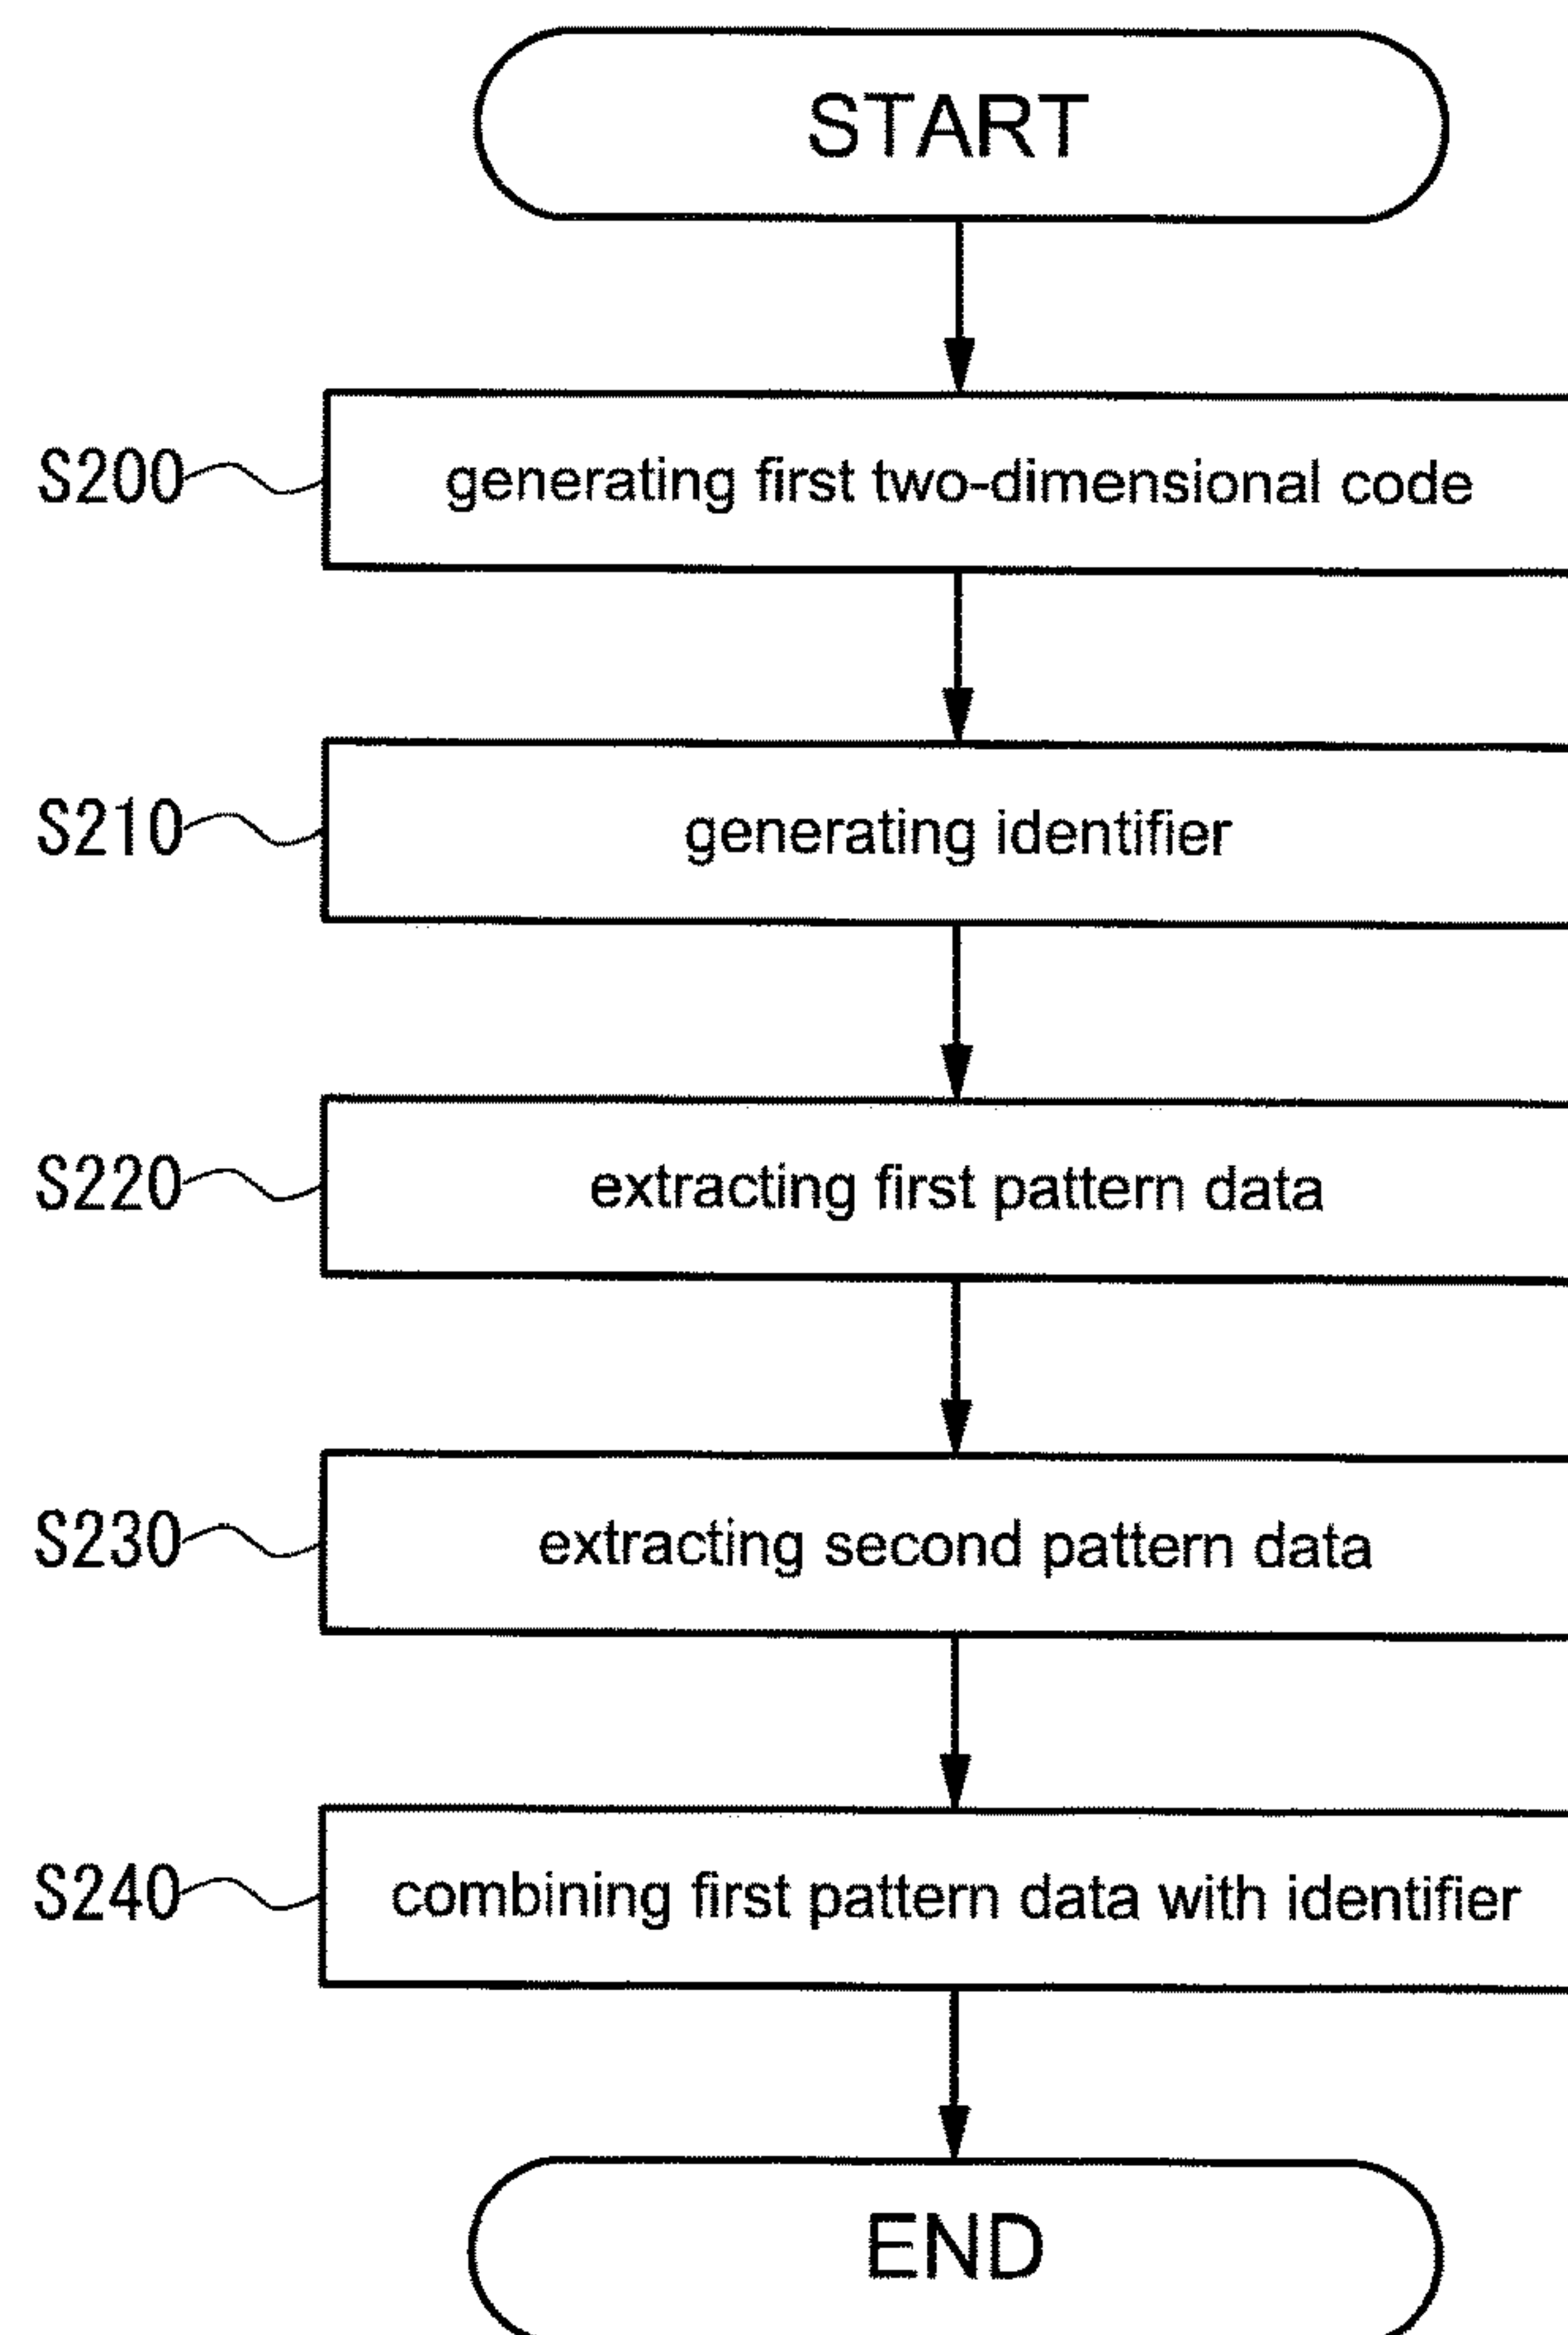 START
S200 generating first two-dimensional code
S210 generating identifier
S220 extracting first pattern data
S230 extracting second pattern data
S240 combining first pattern data with identifier
END